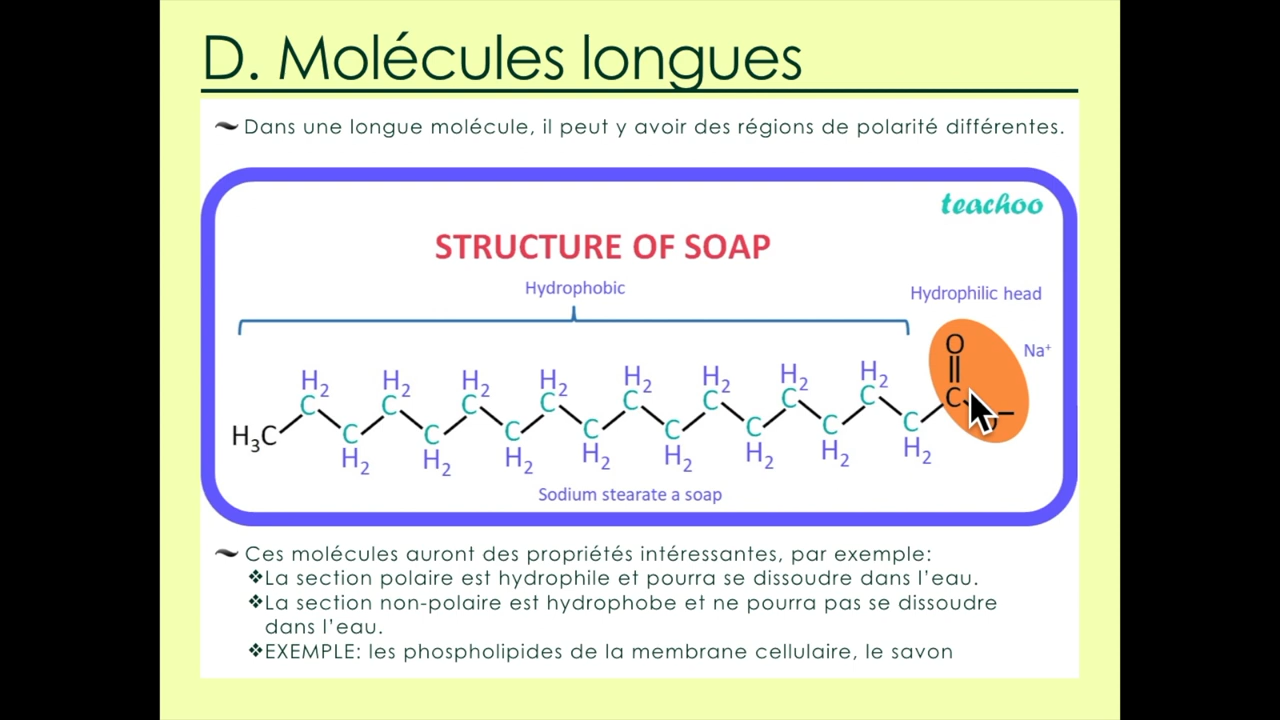 D. Molécules longues
Dans une longue molécule, il peut y avoir des régions de polarité différentes.
teachoo
STRUCTURE OF SOAP
Hydrophobic
Hydrophilic head
O
Na⁺
H₂ H₂ H₂ H₂ H₂ H₂ H₂ H₂
C C C C C C C C C
H₃C C C C C C C C C
H₂ H₂ H₂ H₂ H₂ H₂ H₂ H₂
Sodium stearate a soap
Ces molécules auront des propriétés intéressantes, par exemple:
❖La section polaire est hydrophile et pourra se dissoudre dans l’eau.
❖La section non-polaire est hydrophobe et ne pourra pas se dissoudre
dans l’eau.
❖EXEMPLE: les phospholipides de la membrane cellulaire, le savon